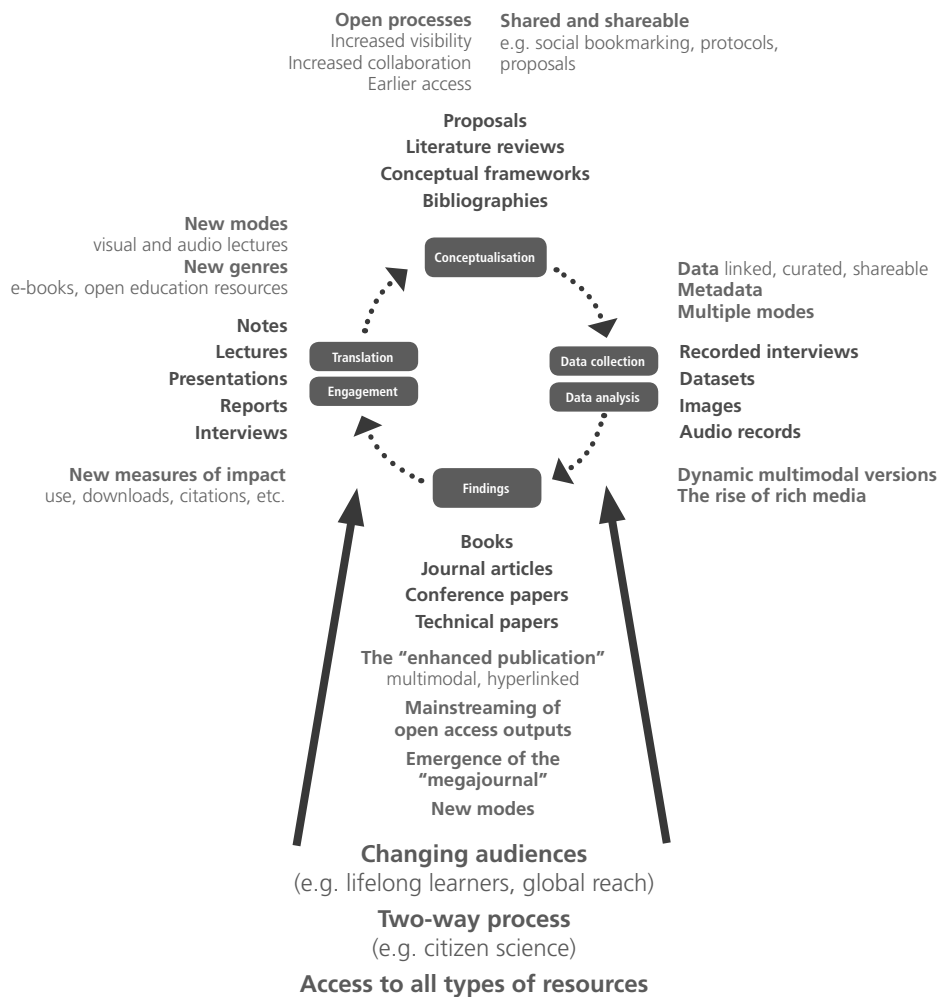 Open processes
Increased visibility
Increased collaboration
Earlier access
Shared and shareable
e.g. social bookmarking, protocols,
proposals
Proposals
Literature reviews
Conceptual frameworks
Bibliographies
New modes
visual and audio lectures
New genres
e-books, open education resources
Notes
Lectures
Presentations
Reports
Interviews
New measures of impact
use, downloads, citations, etc.
Conceptualisation
Translation
Engagement
Data collection
Data analysis
Findings
Data linked, curated, shareable
Metadata
Multiple modes
Recorded interviews
Datasets
Images
Audio records
Dynamic multimodal versions
The rise of rich media
Books
Journal articles
Conference papers
Technical papers
The "enhanced publication"
multimodal, hyperlinked
Mainstreaming of
open access outputs
Emergence of the
"megajournal"
New modes
Changing audiences
(e.g. lifelong learners, global reach)
Two-way process
(e.g. citizen science)
Access to all types of resources